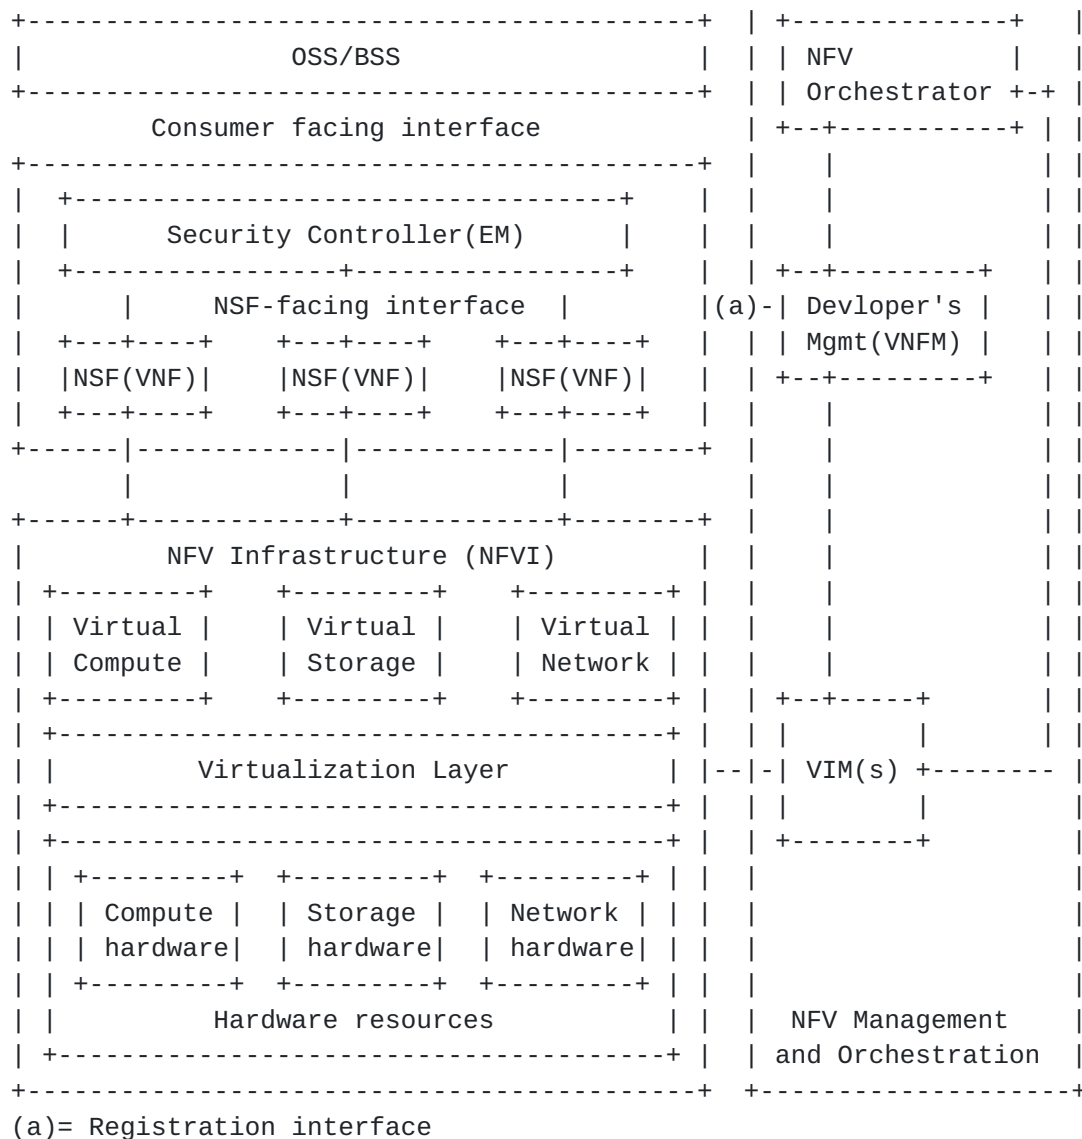 OSS/BSS
NFV
Orchestrator
Consumer facing interface
Security Controller(EM)
NSF-facing interface
(a)-
Devloper's
Mgmt(VNFM)
NSF(VNF) NSF(VNF) NSF(VNF)
NFV Infrastructure (NFVI)
Virtual Virtual Virtual
Compute Storage Network
Virtualization Layer
VIM(s)
Compute Storage Network
hardware hardware hardware
Hardware resources
NFV Management
and Orchestration
(a)= Registration interface